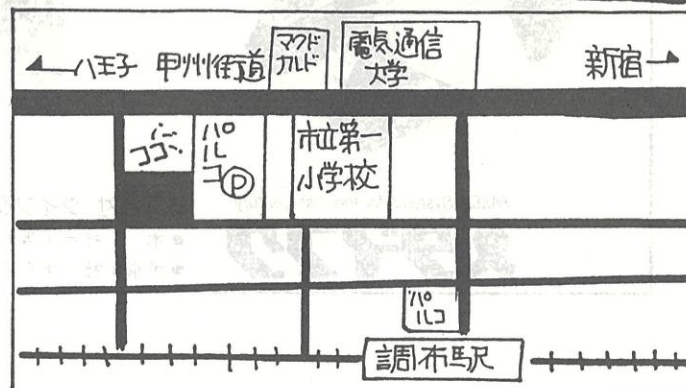 八王子
甲州街道
マクド
ナルド
電気通信
大学
新宿
ココ
パ
ル
コ P
市立第一
小学校
パ
ルコ
調布駅